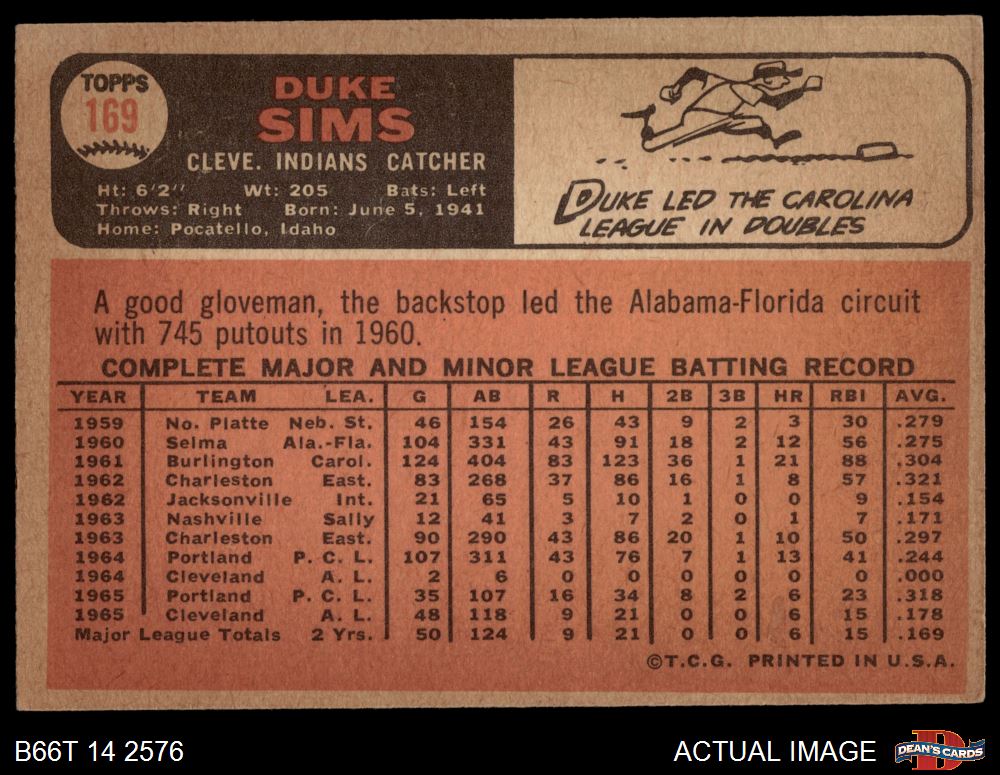 TOPPS
169
DUKE
SIMS
CLEVE. INDIANS CATCHER
Ht: 6'2" Wt: 205 Bats: Left
Throws: Right Born: June 5, 1941
Home: Pocatello, Idaho
DUKE LED THE CAROLINA
LEAGUE IN DOUBLES
A good gloveman, the backstop led the Alabama-Florida circuit
with 745 putouts in 1960.
COMPLETE MAJOR AND MINOR LEAGUE BATTING RECORD
YEAR TEAM LEA. G AB R H 2B 3B HR RBI AVG.
1959 No. Platte Neb. St. 46 154 26 43 9 2 3 30 .279
1960 Selma Ala.-Fla. 104 331 43 91 18 2 12 56 .275
1961 Burlington Carol. 124 404 83 123 36 1 21 88 .304
1962 Charleston East. 83 268 37 86 16 1 8 57 .321
1962 Jacksonville Int. 21 65 5 10 1 0 0 9 .154
1963 Nashville Sally 12 41 3 7 2 0 1 7 .171
1963 Charleston East. 90 290 43 86 20 1 10 50 .297
1964 Portland P. C. L. 107 311 43 76 7 1 13 41 .244
1964 Cleveland A. L. 2 6 0 0 0 0 0 0 .000
1965 Portland P. C. L. 35 107 16 34 8 2 6 23 .318
1965 Cleveland A. L. 48 118 9 21 0 0 6 15 .178
Major League Totals 2 Yrs. 50 124 9 21 0 0 6 15 .169
©T.C.G. PRINTED IN U.S.A.
B66T 14 2576
ACTUAL IMAGE
DEAN'S CARDS